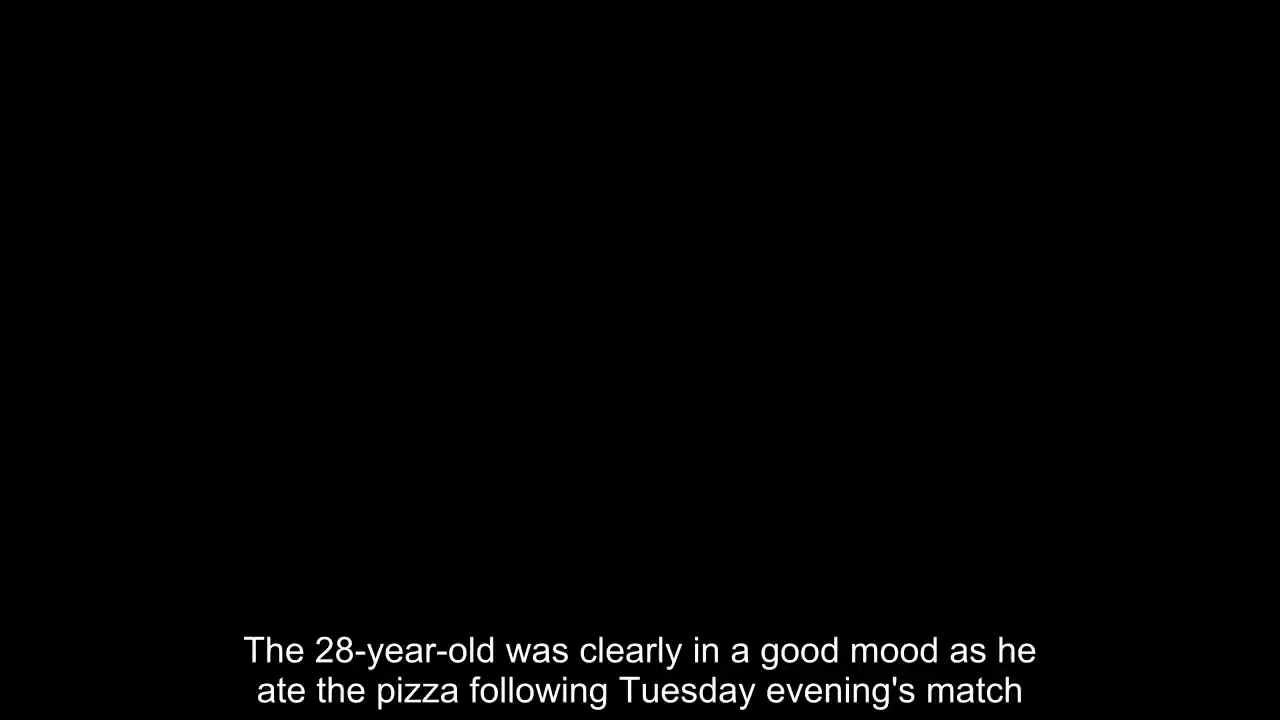 The 28-year-old was clearly in a good mood as he
ate the pizza following Tuesday evening's match